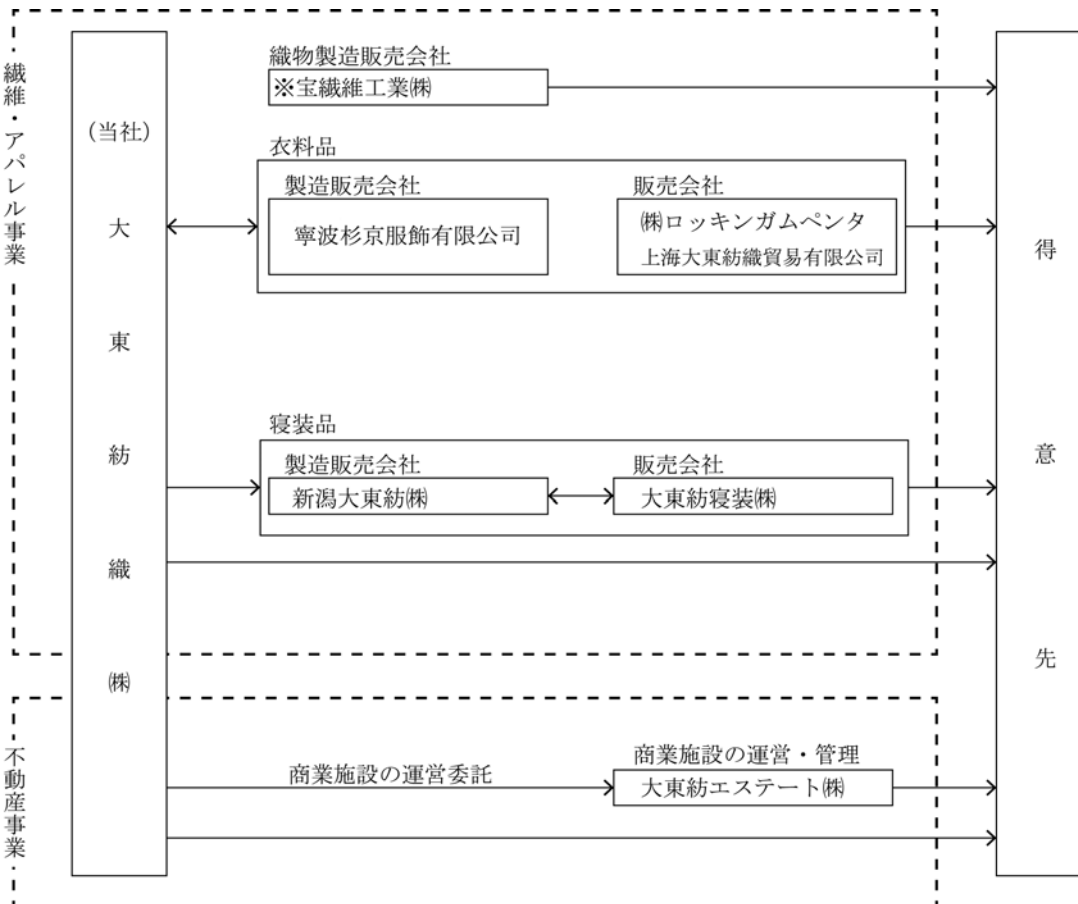 繊維・アパレル事業
(当社)大東紡織㈱
織物製造販売会社
※宝繊維工業㈱
衣料品
製造販売会社
寧波杉京服飾有限公司
販売会社
㈱ロッキンガムペンタ
上海大東紡織貿易有限公司
寝装品
製造販売会社
新潟大東紡㈱
販売会社
大東紡寝装㈱
不動産事業
商業施設の運営委託
商業施設の運営・管理
大東紡エステート㈱
得意先